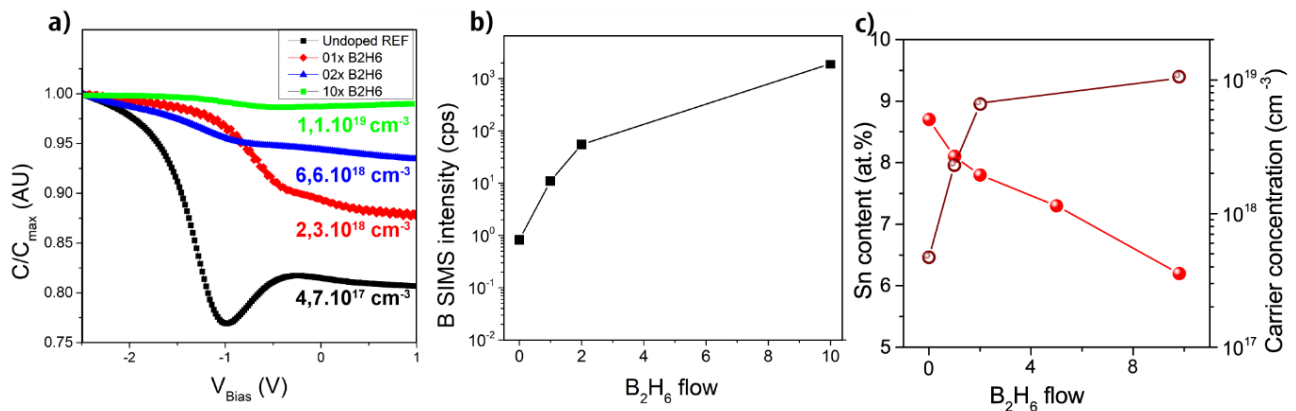 a)
Undoped REF
01x B2H6
02x B2H6
10x B2H6
1,1.10¹⁹ cm⁻³
6,6.10¹⁸ cm⁻³
2,3.10¹⁸ cm⁻³
4,7.10¹⁷ cm⁻³
1.00
0.95
0.90
0.85
0.80
0.75
C/Cmax (AU)
-2
-1
0
1
VBias (V)
b)
B SIMS intensity (cps)
10³
10²
10¹
10⁰
10⁻¹
10⁻²
0
2
4
6
8
10
B₂H₆ flow
c)
Sn content (at.%)
10
9
8
7
6
5
0
4
8
B₂H₆ flow
10¹⁹⁻³
10¹⁸
10¹⁷
Carrier concentration (cm⁻³)